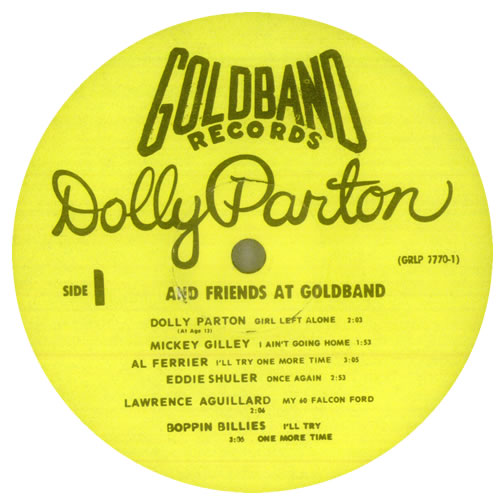 GOLDBAND
RECORDS
Dolly Parton
(GRLP 7770-1)
SIDE 1
AND FRIENDS AT GOLDBAND
DOLLY PARTON GIRL LEFT ALONE 2:03
(At Age 13)
MICKEY GILLEY I AIN'T GOING HOME 1:53
AL FERRIER I'LL TRY ONE MORE TIME 3:05
EDDIE SHULER ONCE AGAIN 2:53
LAWRENCE AGUILLARD MY 60 FALCON FORD
2:06
BOPPIN BILLIES I'LL TRY
3:06 ONE MORE TIME